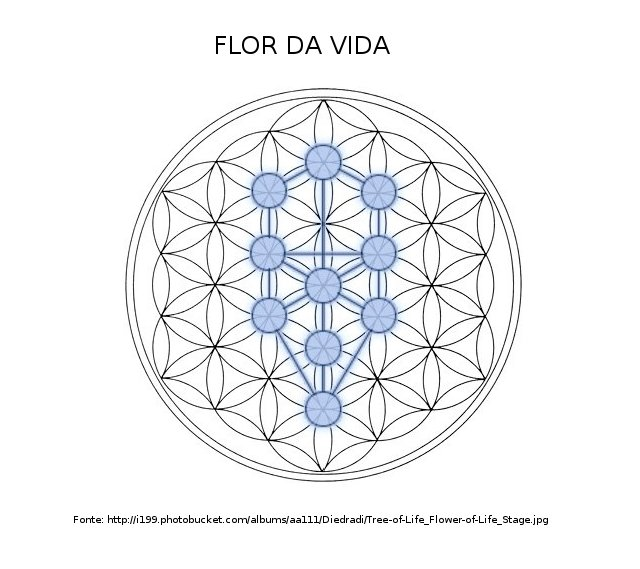 FLOR DA VIDA
Fonte: http://i199.photobucket.com/albums/aa111/Diedradi/Tree-of-Life_Flower-of-Life_Stage.jpg